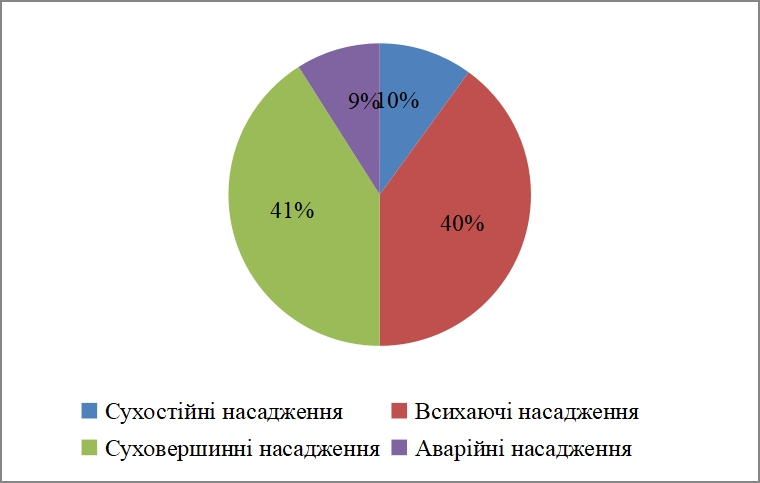 9%
10%
41%
40%
Сухостійні насадження
Всихаючі насадження
Суховершинні насадження
Аварійні насадження